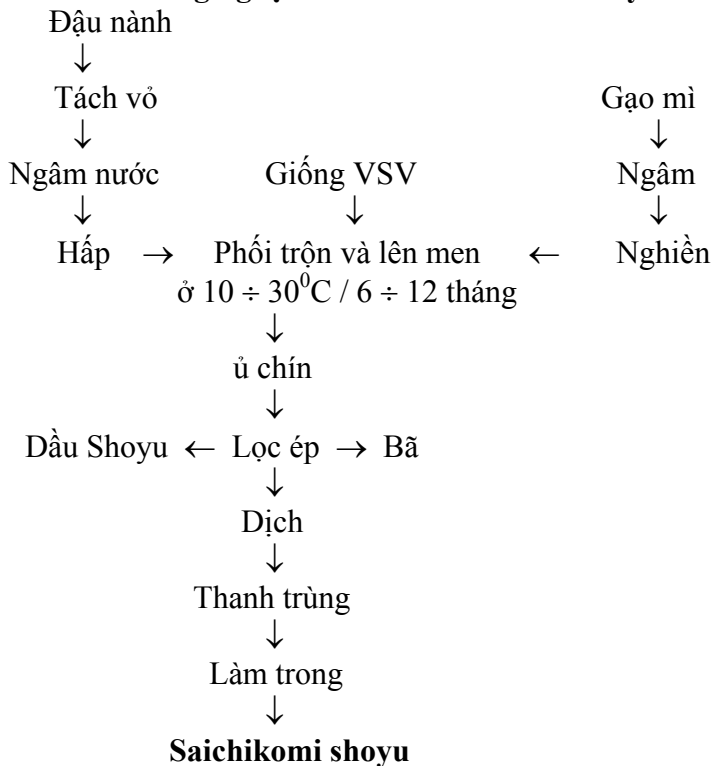 Đậu nành
↓
Tách vỏ Gạo mì
↓ ↓
Ngâm nước Giống VSV Ngâm
↓ ↓ ↓
Hấp → Phối trộn và lên men ← Nghiền
ở 10 ÷ 30⁰C / 6 ÷ 12 tháng
↓
ủ chín
↓
Dầu Shoyu ← Lọc ép → Bã
↓
Dịch
↓
Thanh trùng
↓
Làm trong
↓
Saichikomi shoyu